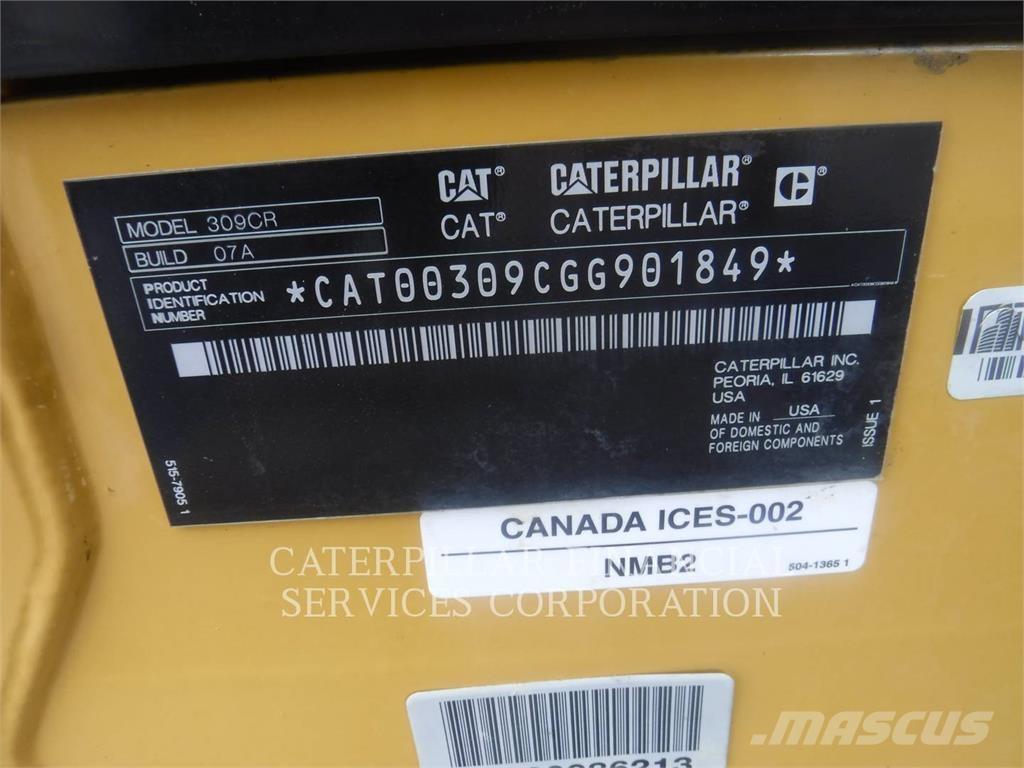 CAT® CATERPILLAR® C®
CAT® CATERPILLAR®
MODEL 309CR
BUILD 07A
PRODUCT
IDENTIFICATION
NUMBER
*CAT00309CGG901849*
CATERPILLAR INC.
PEORIA, IL 61629
USA
MADE IN USA
OF DOMESTIC AND
FOREIGN COMPONENTS
ISSUE 1
515-7905 1
CANADA ICES-002
NMB2
504-1365 1
CATERPILLAR FINANCIAL
SERVICES CORPORATION
MASCUS